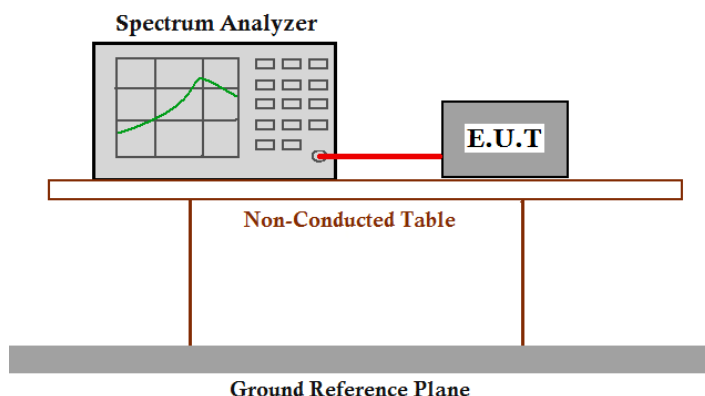 Spectrum Analyzer
E.U.T
Non-Conducted Table
Ground Reference Plane